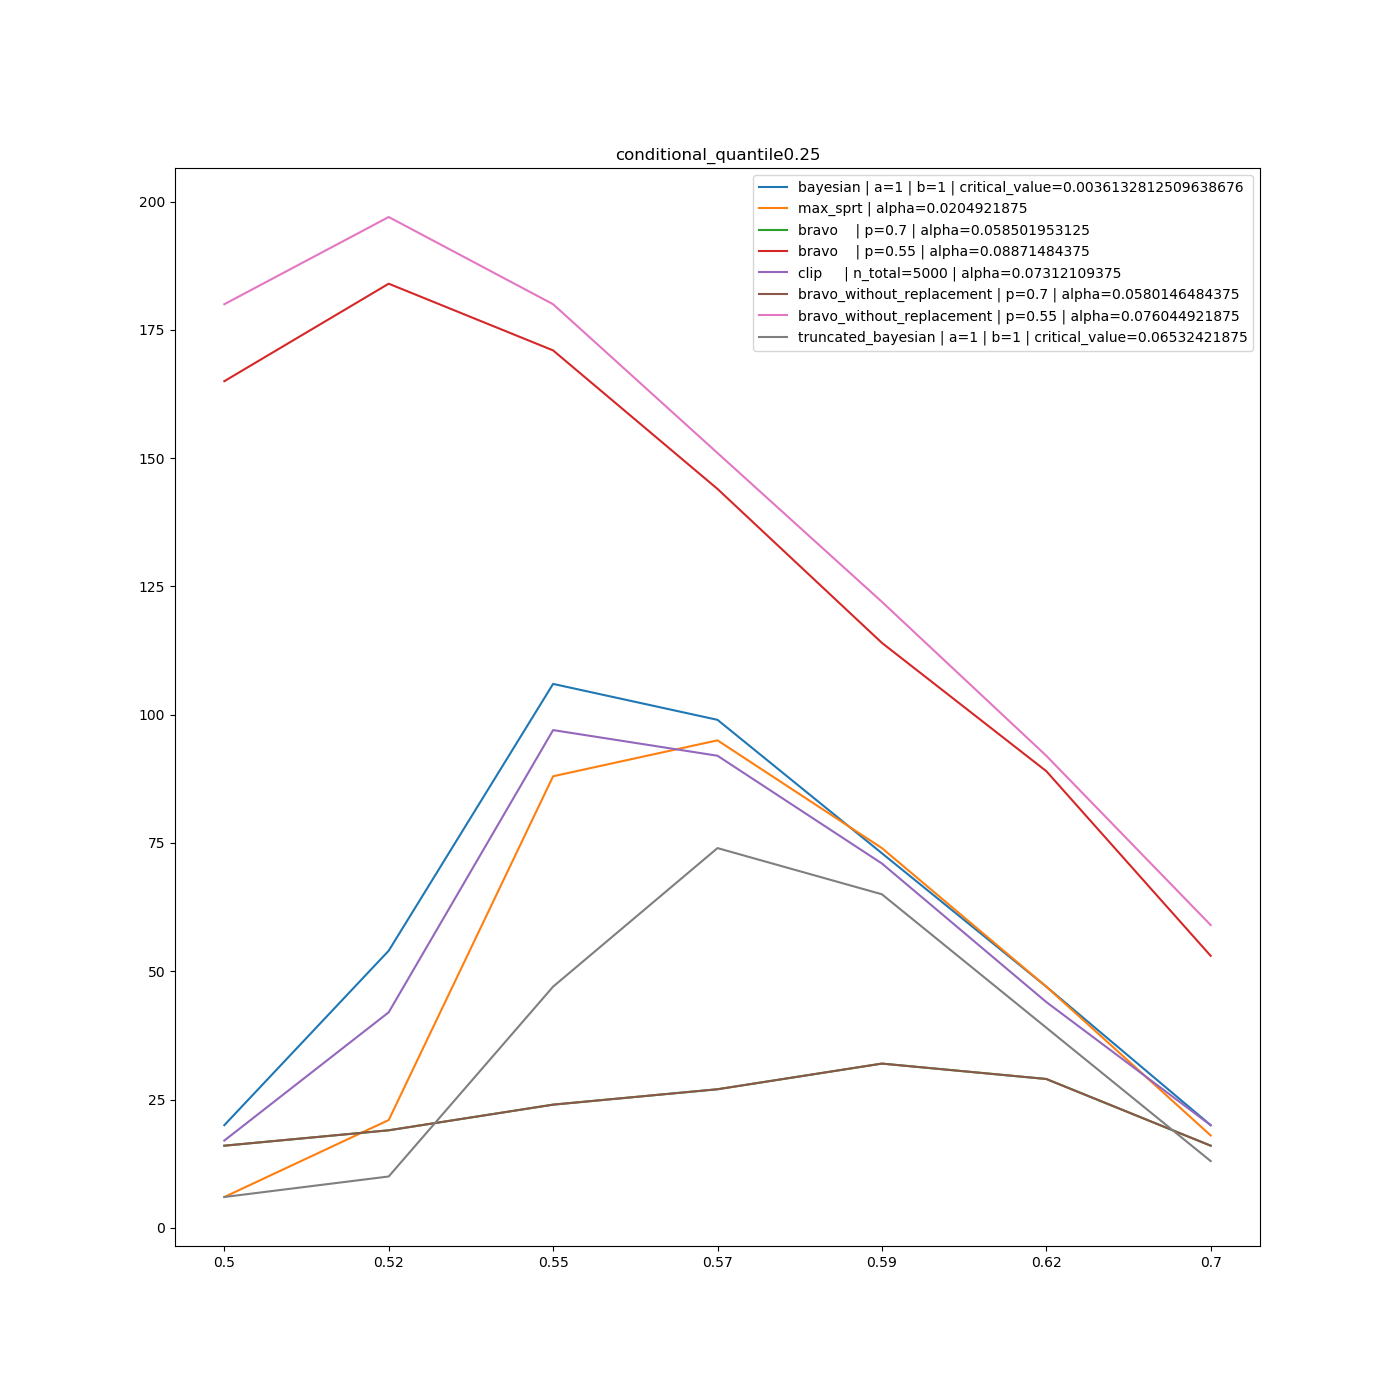 conditional_quantile0.25
bayesian | a=1 | b=1 | critical_value=0.0036132812509638676
max_sprt | alpha=0.0204921875
bravo    | p=0.7 | alpha=0.058501953125
bravo    | p=0.55 | alpha=0.08871484375
clip     | n_total=5000 | alpha=0.07312109375
bravo_without_replacement | p=0.7 | alpha=0.0580146484375
bravo_without_replacement | p=0.55 | alpha=0.076044921875
truncated_bayesian | a=1 | b=1 | critical_value=0.06532421875
200
175
150
125
100
75
50
25
0
0.5 0.52 0.55 0.57 0.59 0.62 0.7